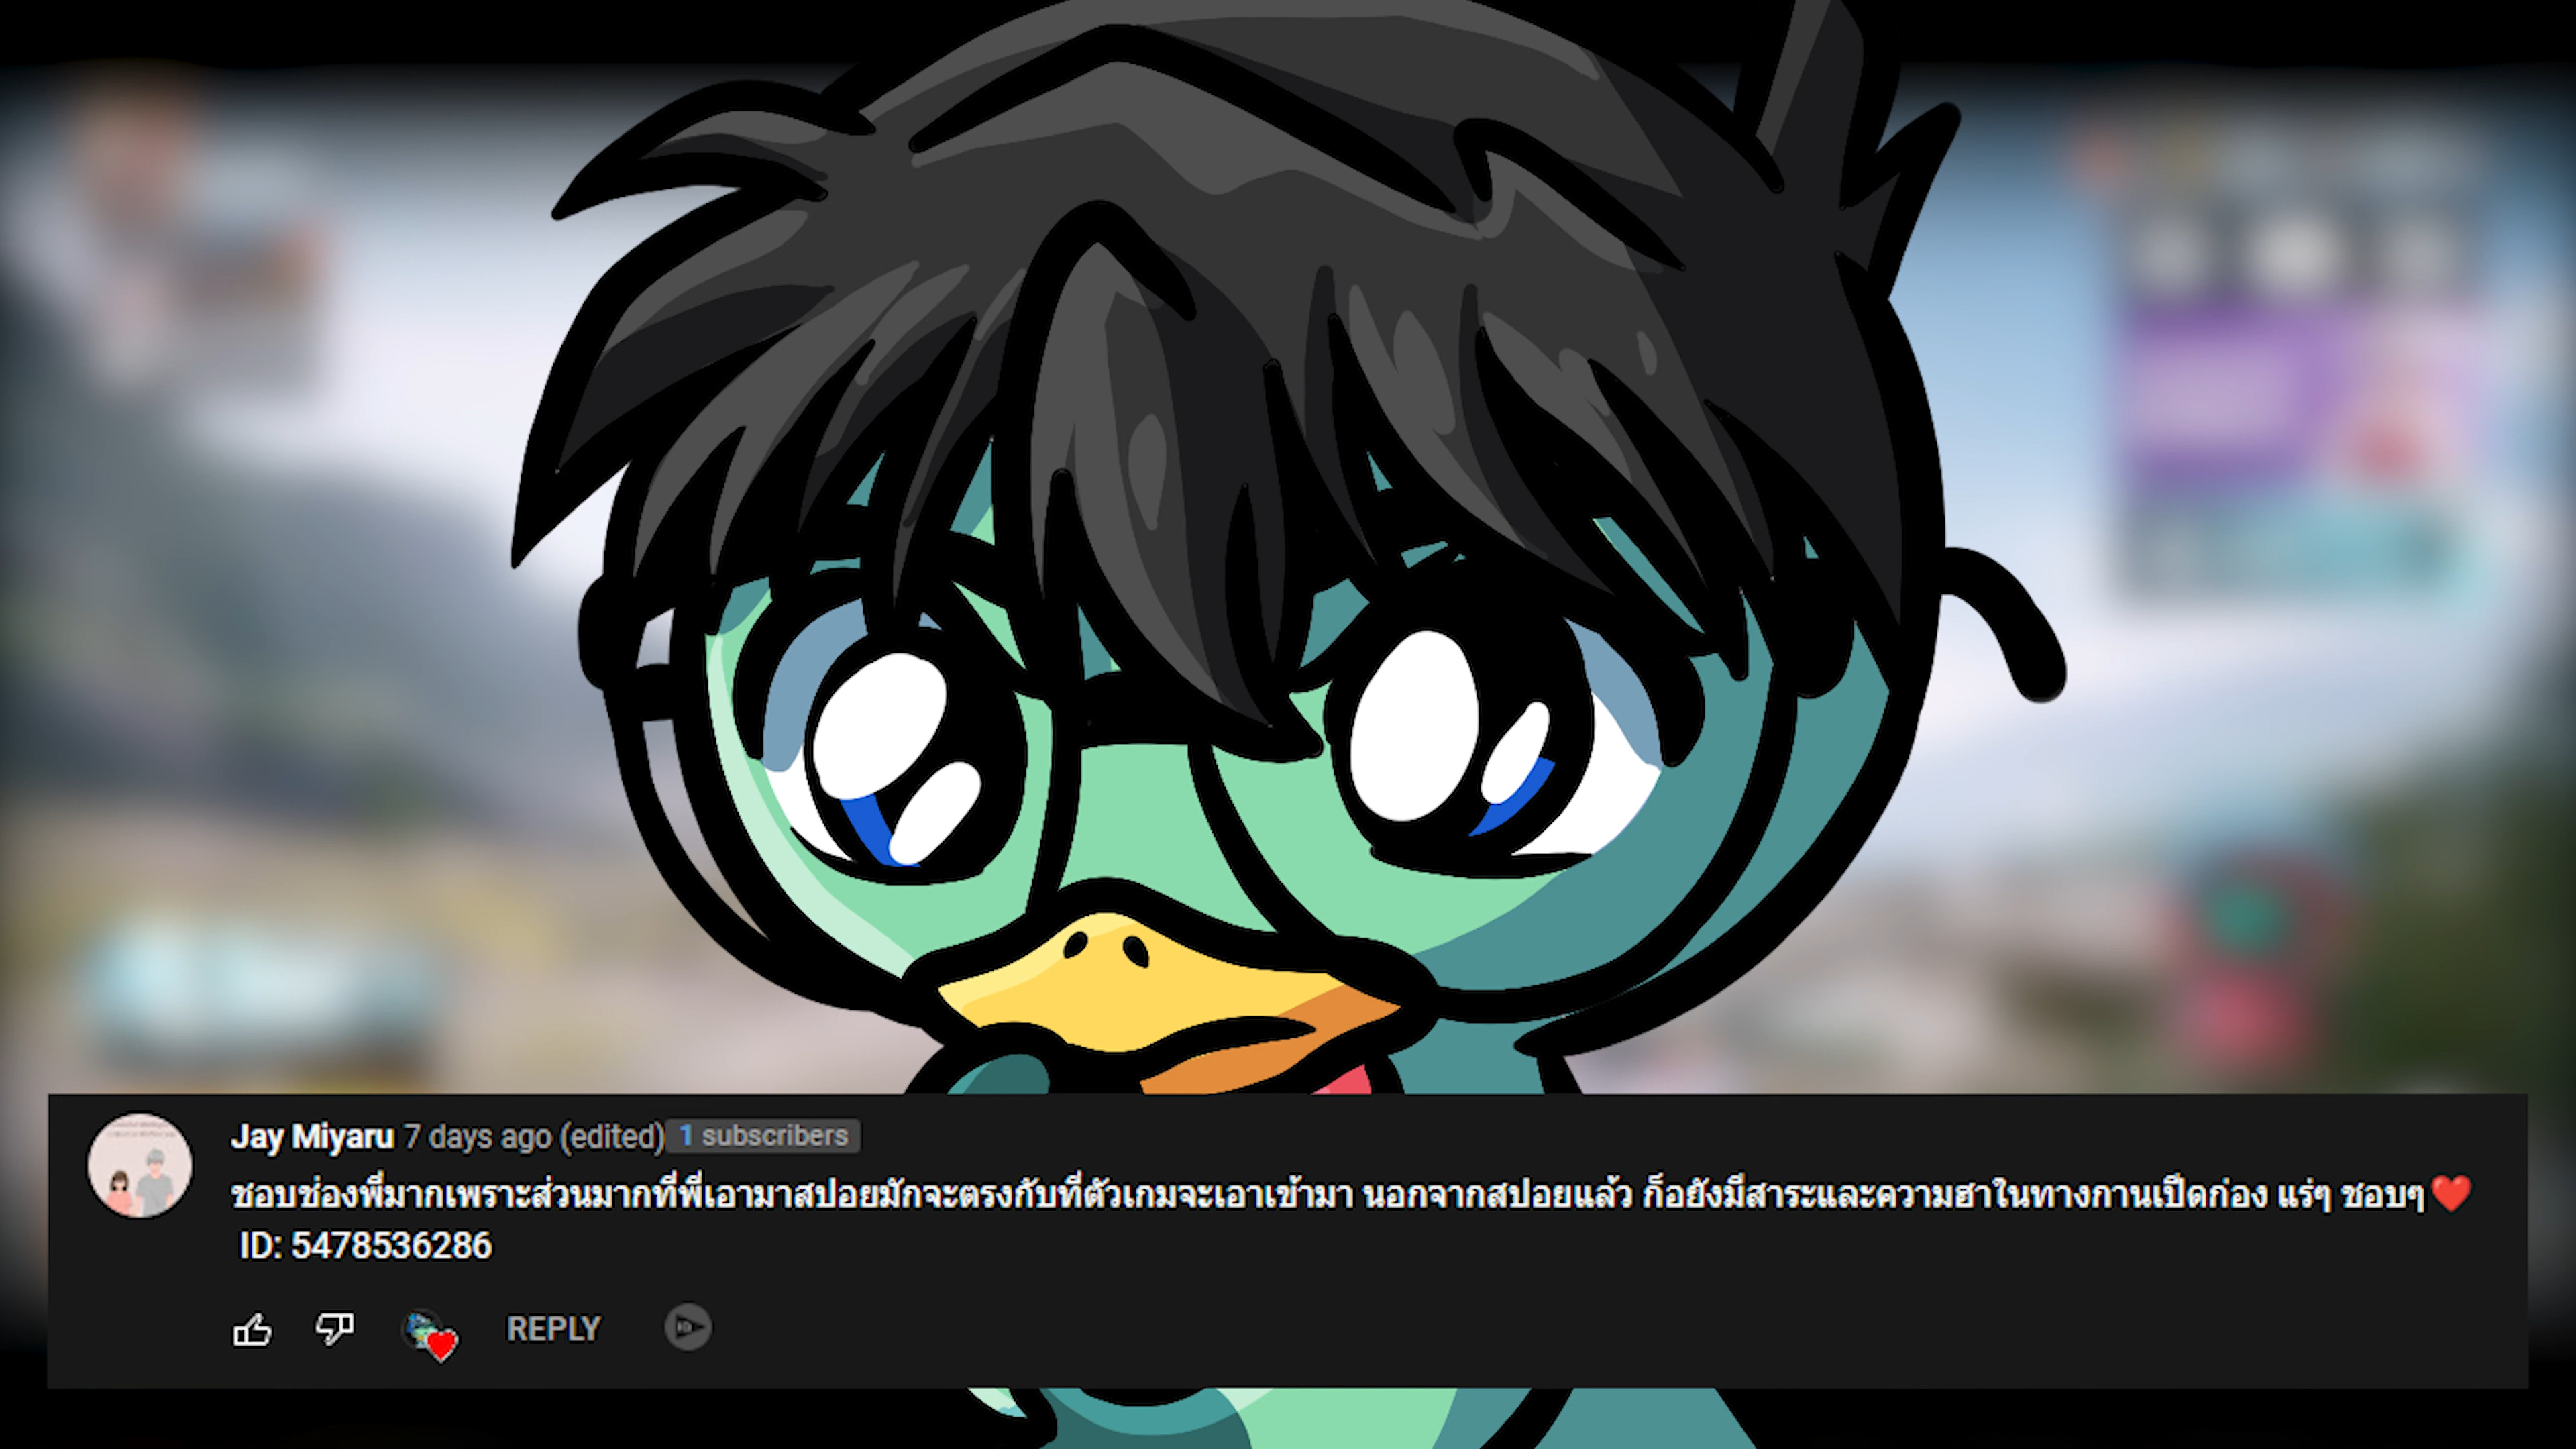 Jay Miyaru 7 days ago (edited) 1 subscribers
ชอบช่องพี่มากเพราะส่วนมากที่พี่เอามาสปอยมักจะตรงกับที่ตัวเกมจะเอาเข้ามา นอกจากสปอยแล้ว ก็อยังมีสาระและความฮาในทางกานเป็ดก่อง แร่ๆ ชอบๆ❤️
ID: 5478536286
REPLY